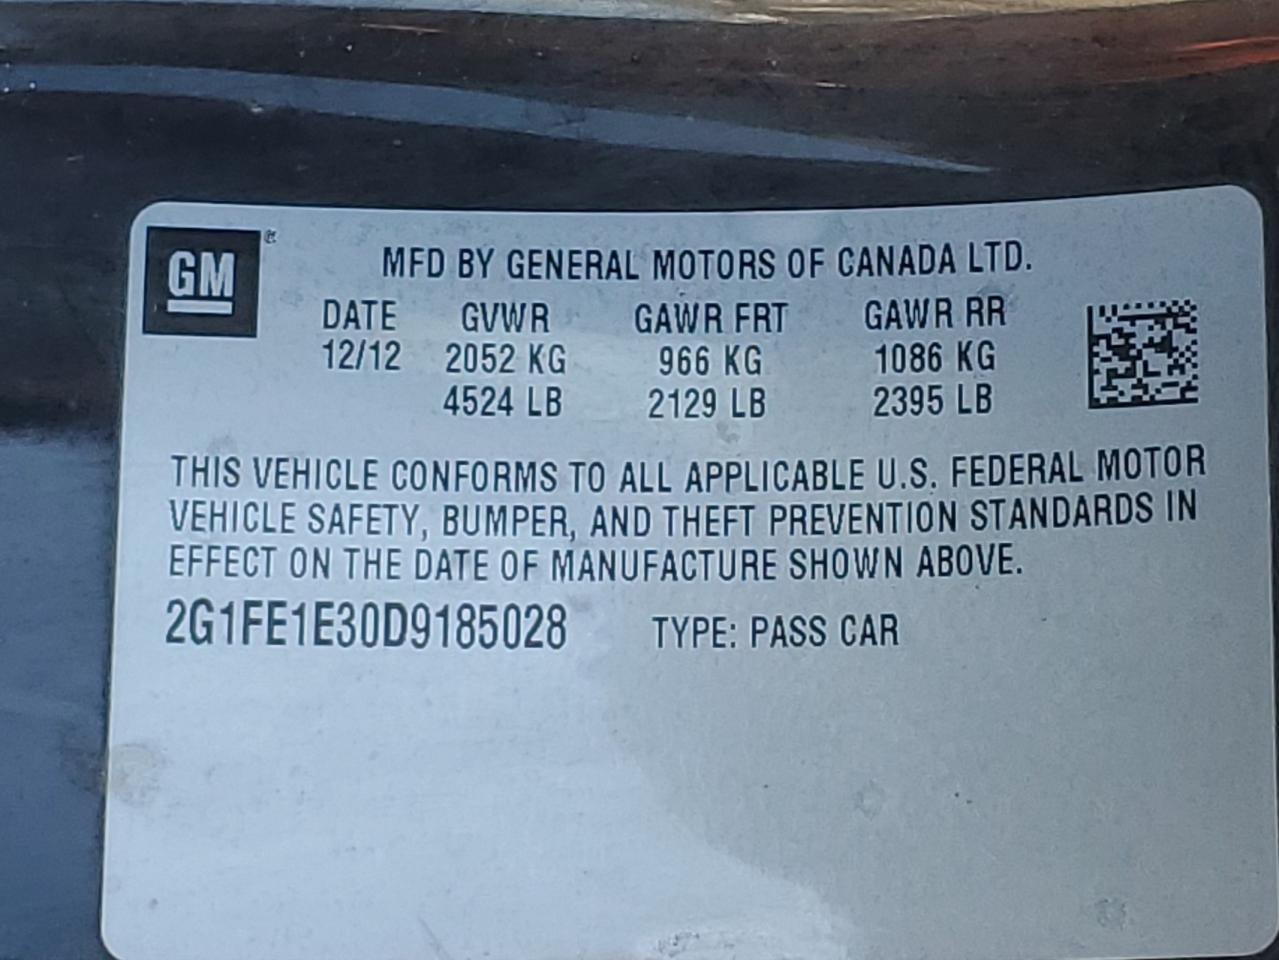 GM
MFD BY GENERAL MOTORS OF CANADA LTD.
DATE GVWR GAWR FRT GAWR RR
12/12 2052 KG 966 KG 1086 KG
4524 LB 2129 LB 2395 LB
THIS VEHICLE CONFORMS TO ALL APPLICABLE U.S. FEDERAL MOTOR
VEHICLE SAFETY, BUMPER, AND THEFT PREVENTION STANDARDS IN
EFFECT ON THE DATE OF MANUFACTURE SHOWN ABOVE.
2G1FE1E30D9185028 TYPE: PASS CAR